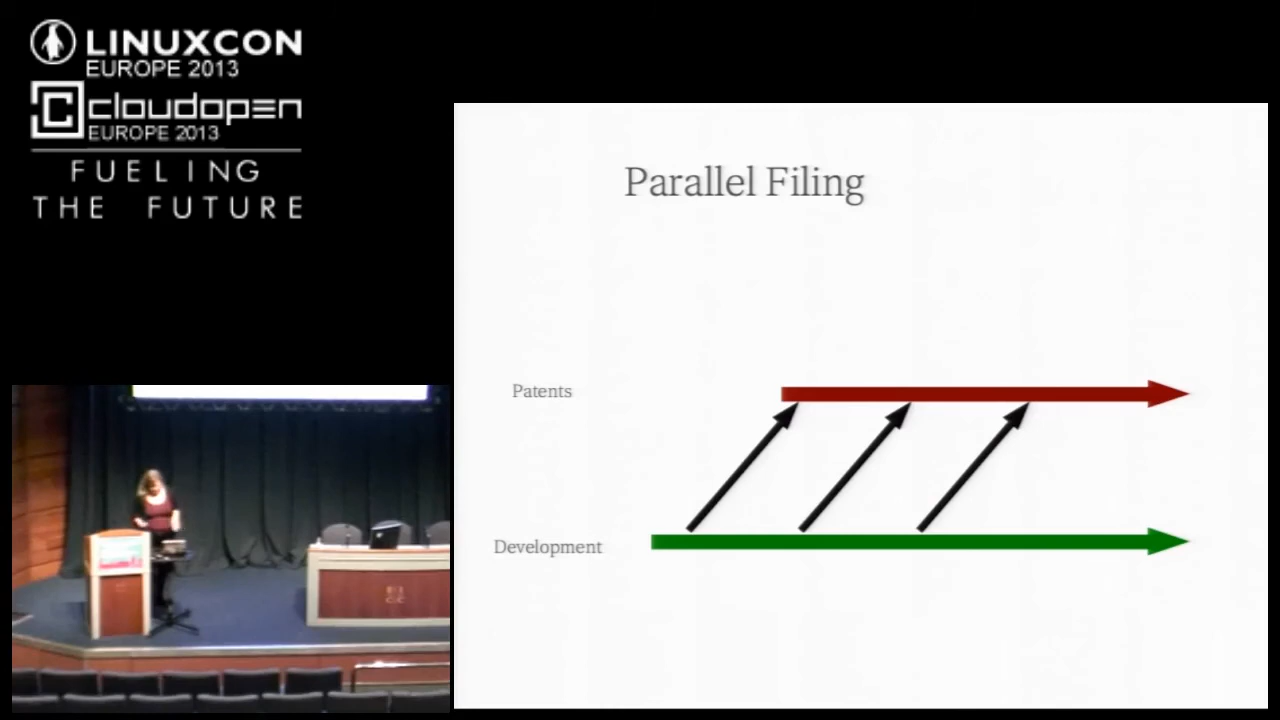 LINUXCON
EUROPE 2013
cloudopen
EUROPE 2013
FUELING
THE FUTURE
Parallel Filing
Patents
Development